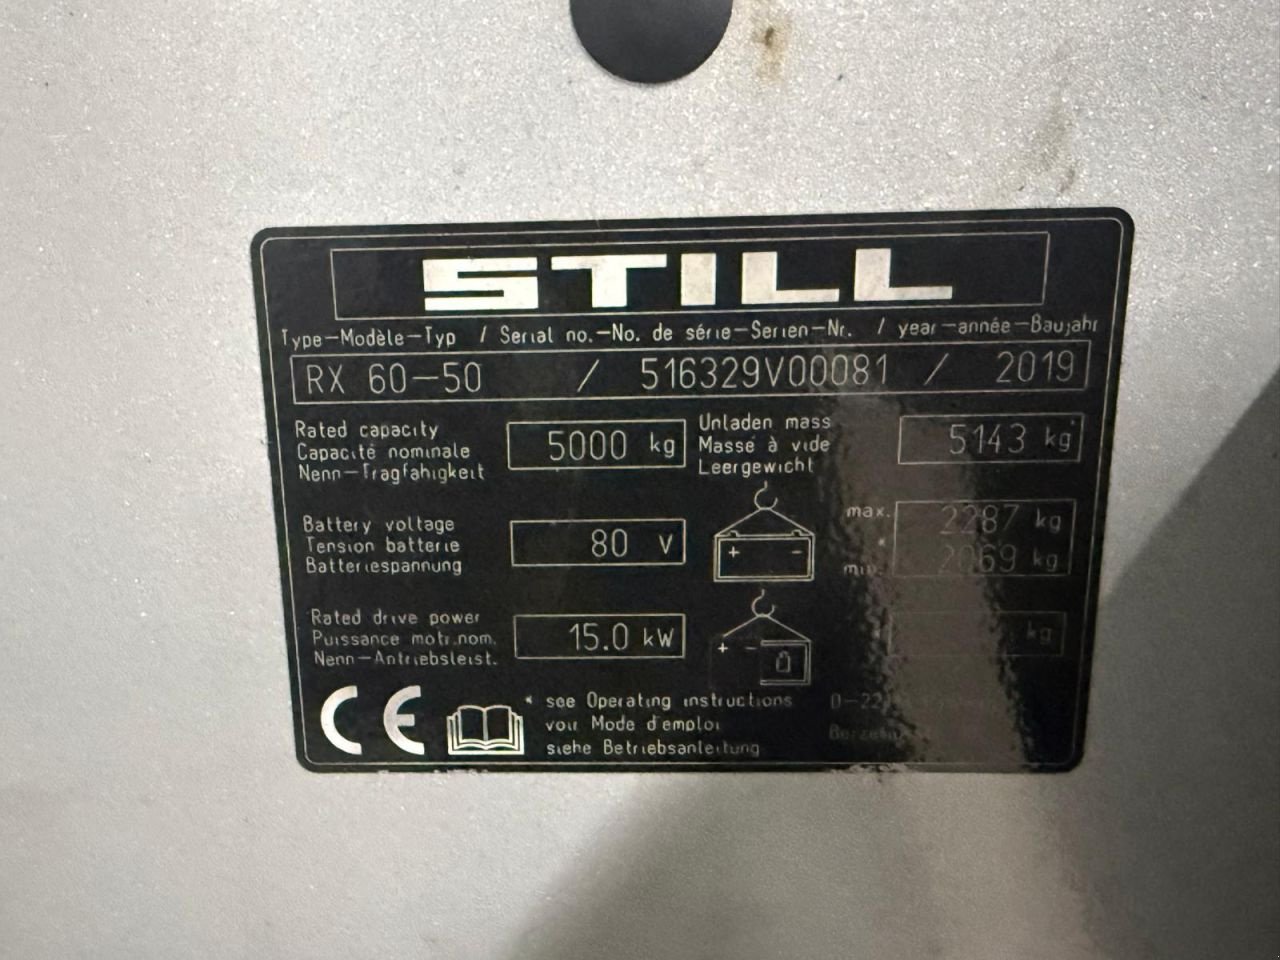 STILL
Type-Modèle-Typ / Serial no.-No. de série-Serien-Nr. / year-année-Baujahr
RX 60-50 / 516329V00081 / 2019
Rated capacity
Capacité nominale
Nenn-Tragfähigkeit
5000 kg
Unladen mass
Masse à vide
Leergewicht
5143 kg
Battery voltage
Tension batterie
Batteriespannung
80 V
max. 2287 kg
min. 2069 kg
Rated drive power
Puissance motr.nom.
Nenn-Antriebsleist.
15.0 kW
kg
CE
* see Operating instructions
voir Mode d'emploi
siehe Betriebsanleitung